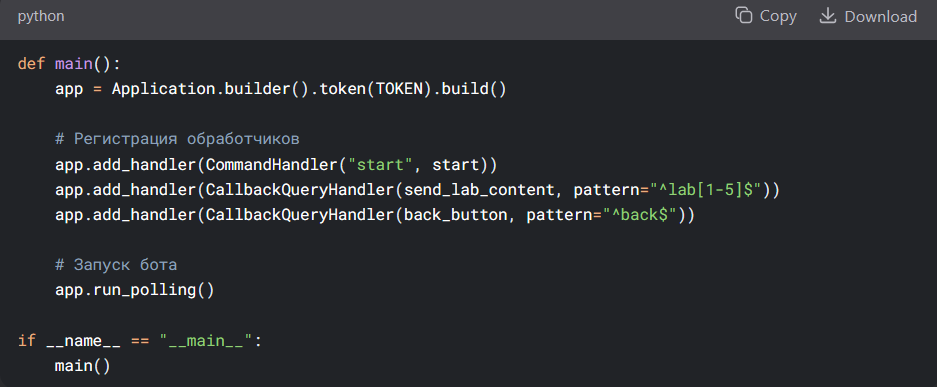 python
Copy
Download
def main():
    app = Application.builder().token(TOKEN).build()

    # Регистрация обработчиков
    app.add_handler(CommandHandler("start", start))
    app.add_handler(CallbackQueryHandler(send_lab_content, pattern="^lab[1-5]$"))
    app.add_handler(CallbackQueryHandler(back_button, pattern="^back$"))

    # Запуск бота
    app.run_polling()

if __name__ == "__main__":
    main()